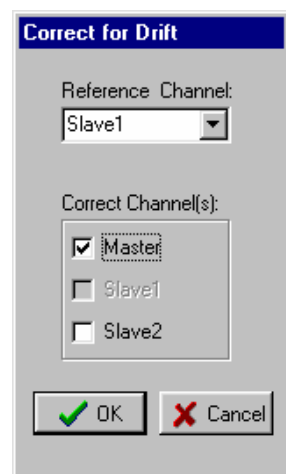 Correct for Drift
Reference Channel:
Slave1
Correct Channel(s):
Master
Slave1
Slave2
OK
Cancel